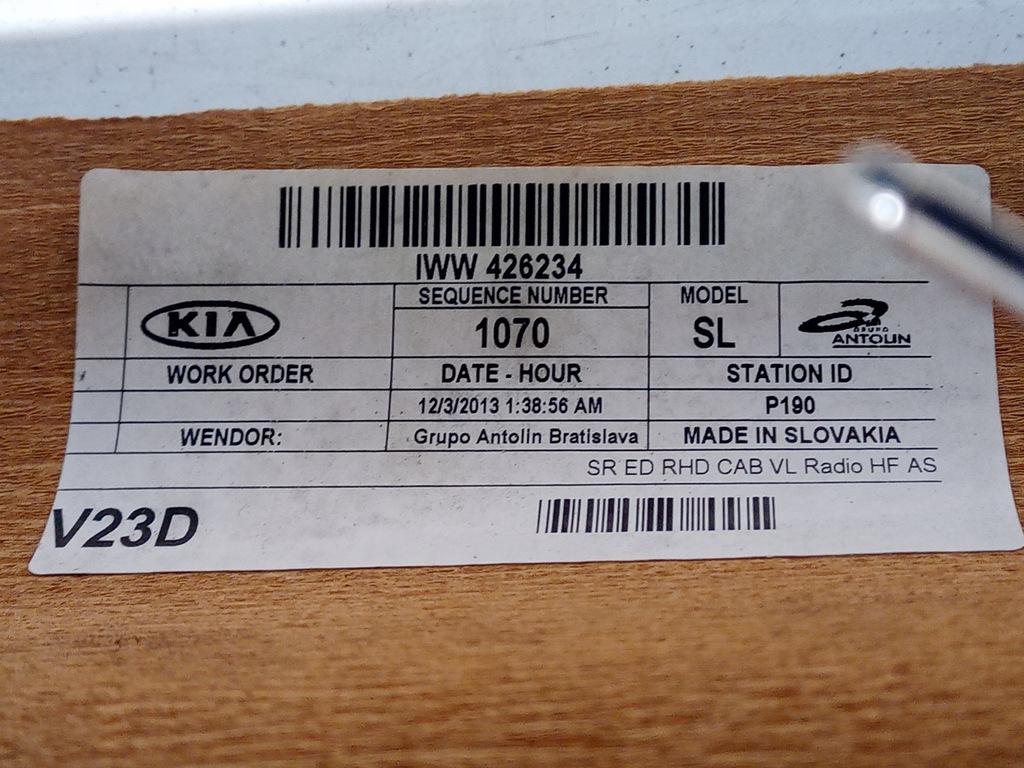 IWW 426234
KIA
SEQUENCE NUMBER
1070
MODEL
SL
GRUPO
ANTOLIN
WORK ORDER
DATE - HOUR
STATION ID
12/3/2013 1:38:56 AM
P190
WENDOR:
Grupo Antolin Bratislava
MADE IN SLOVAKIA
SR ED RHD CAB VL Radio HF AS
V23D